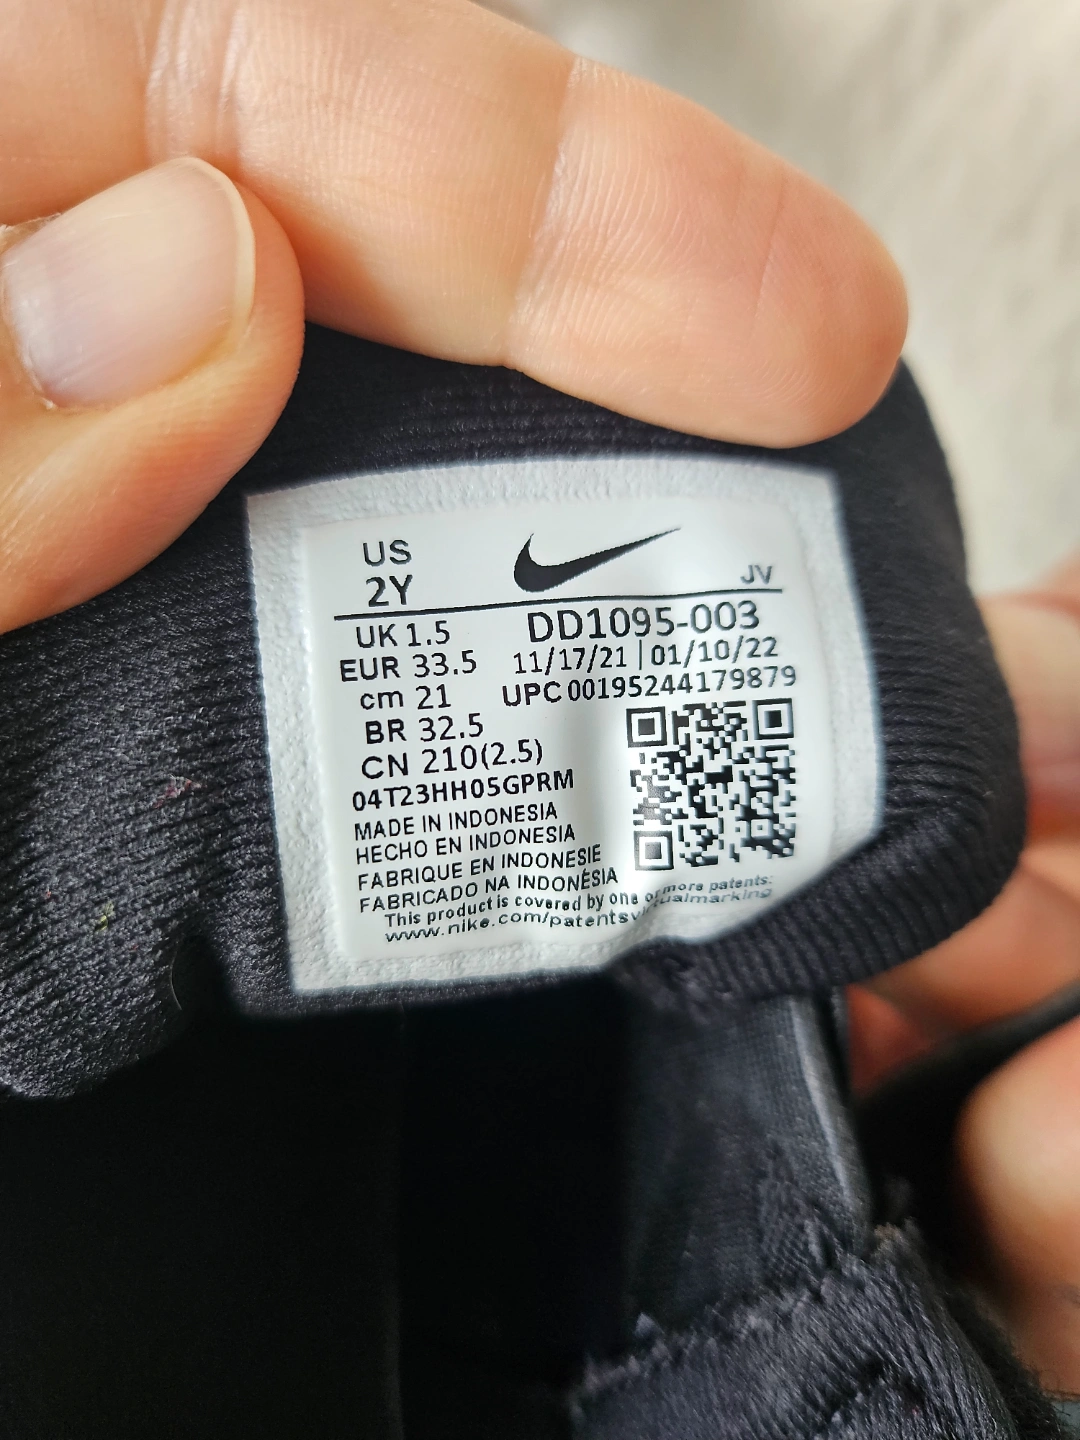 US
2Y
JV
UK 1.5
EUR 33.5
cm 21
BR 32.5
CN 210(2.5)
DD1095-003
11/17/21 | 01/10/22
UPC 00195244179879
04T23HH05GPRM
MADE IN INDONESIA
HECHO EN INDONESIA
FABRIQUE EN INDONESIE
FABRICADO NA INDONÉSIA
This product is covered by one or more patents:
www.nike.com/patents